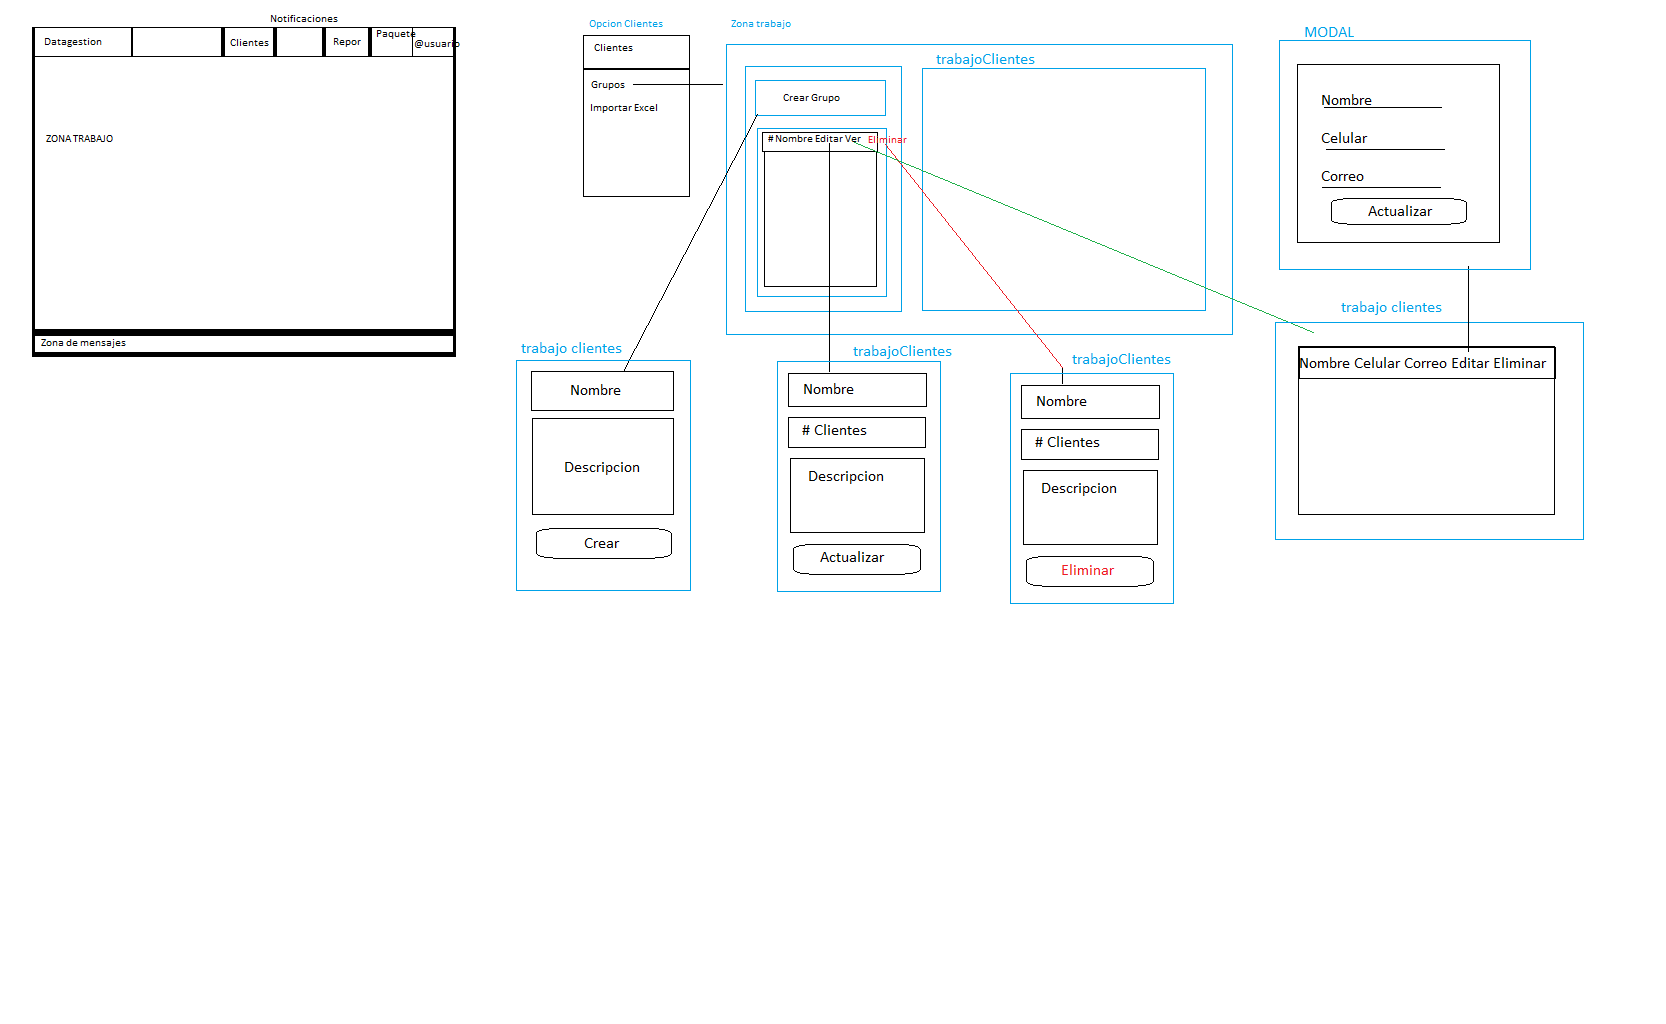 Notificaciones
Datagestion
Clientes
Repor
Paquete
@usuario
ZONA TRABAJO
Zona de mensajes
Opcion Clientes
Clientes
Grupos
Importar Excel
Zona trabajo
trabajoClientes
Crear Grupo
# Nombre Editar Ver Eliminar
MODAL
Nombre
Celular
Correo
Actualizar
trabajo clientes
Nombre
Descripcion
Crear
trabajoClientes
Nombre
# Clientes
Descripcion
Actualizar
trabajoClientes
Nombre
# Clientes
Descripcion
Eliminar
trabajo clientes
Nombre Celular Correo Editar Eliminar